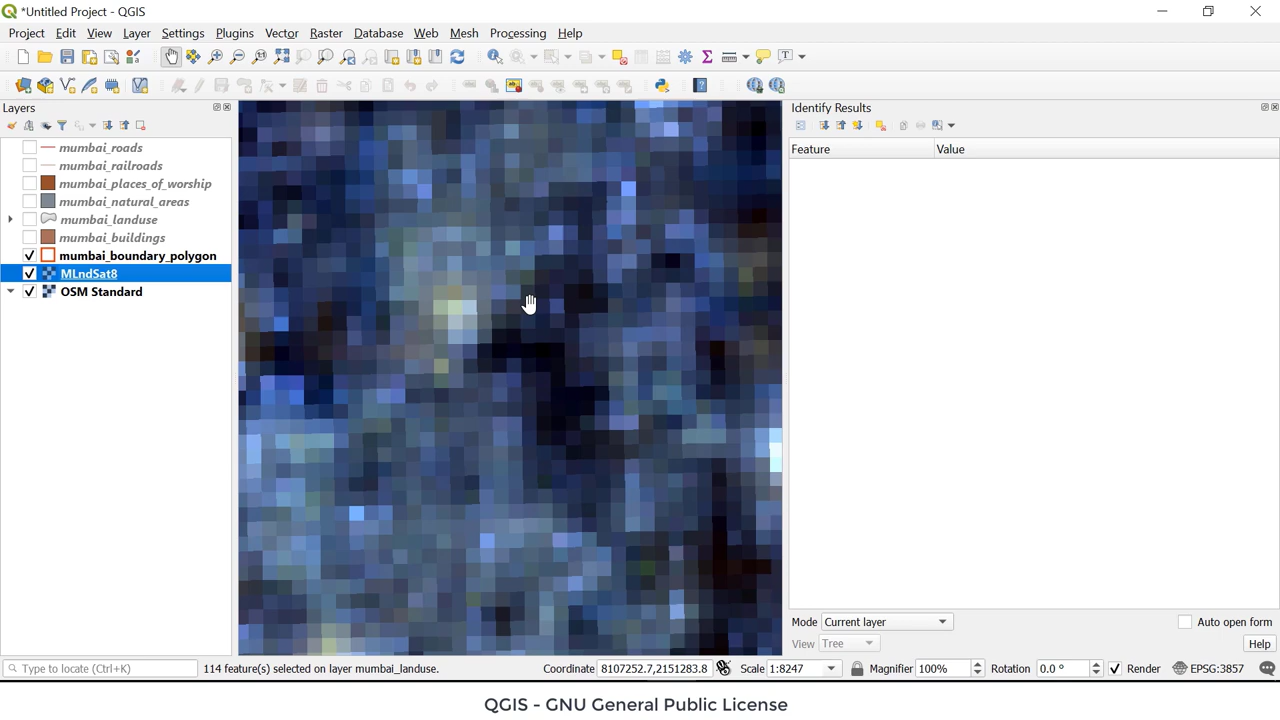 *Untitled Project - QGIS
Project Edit View Layer Settings Plugins Vector Raster Database Web Mesh Processing Help
Layers
mumbai_roads
mumbai_railroads
mumbai_places_of_worship
mumbai_natural_areas
mumbai_landuse
mumbai_buildings
mumbai_boundary_polygon
MLndSat8
OSM Standard
Identify Results
Feature Value
Mode Current layer Auto open form
View Tree Help
Type to locate (Ctrl+K) 114 feature(s) selected on layer mumbai_landuse. Coordinate 8107252.7,2151283.8 Scale 1:8247 Magnifier 100% Rotation 0.0 ° Render EPSG:3857
QGIS - GNU General Public License